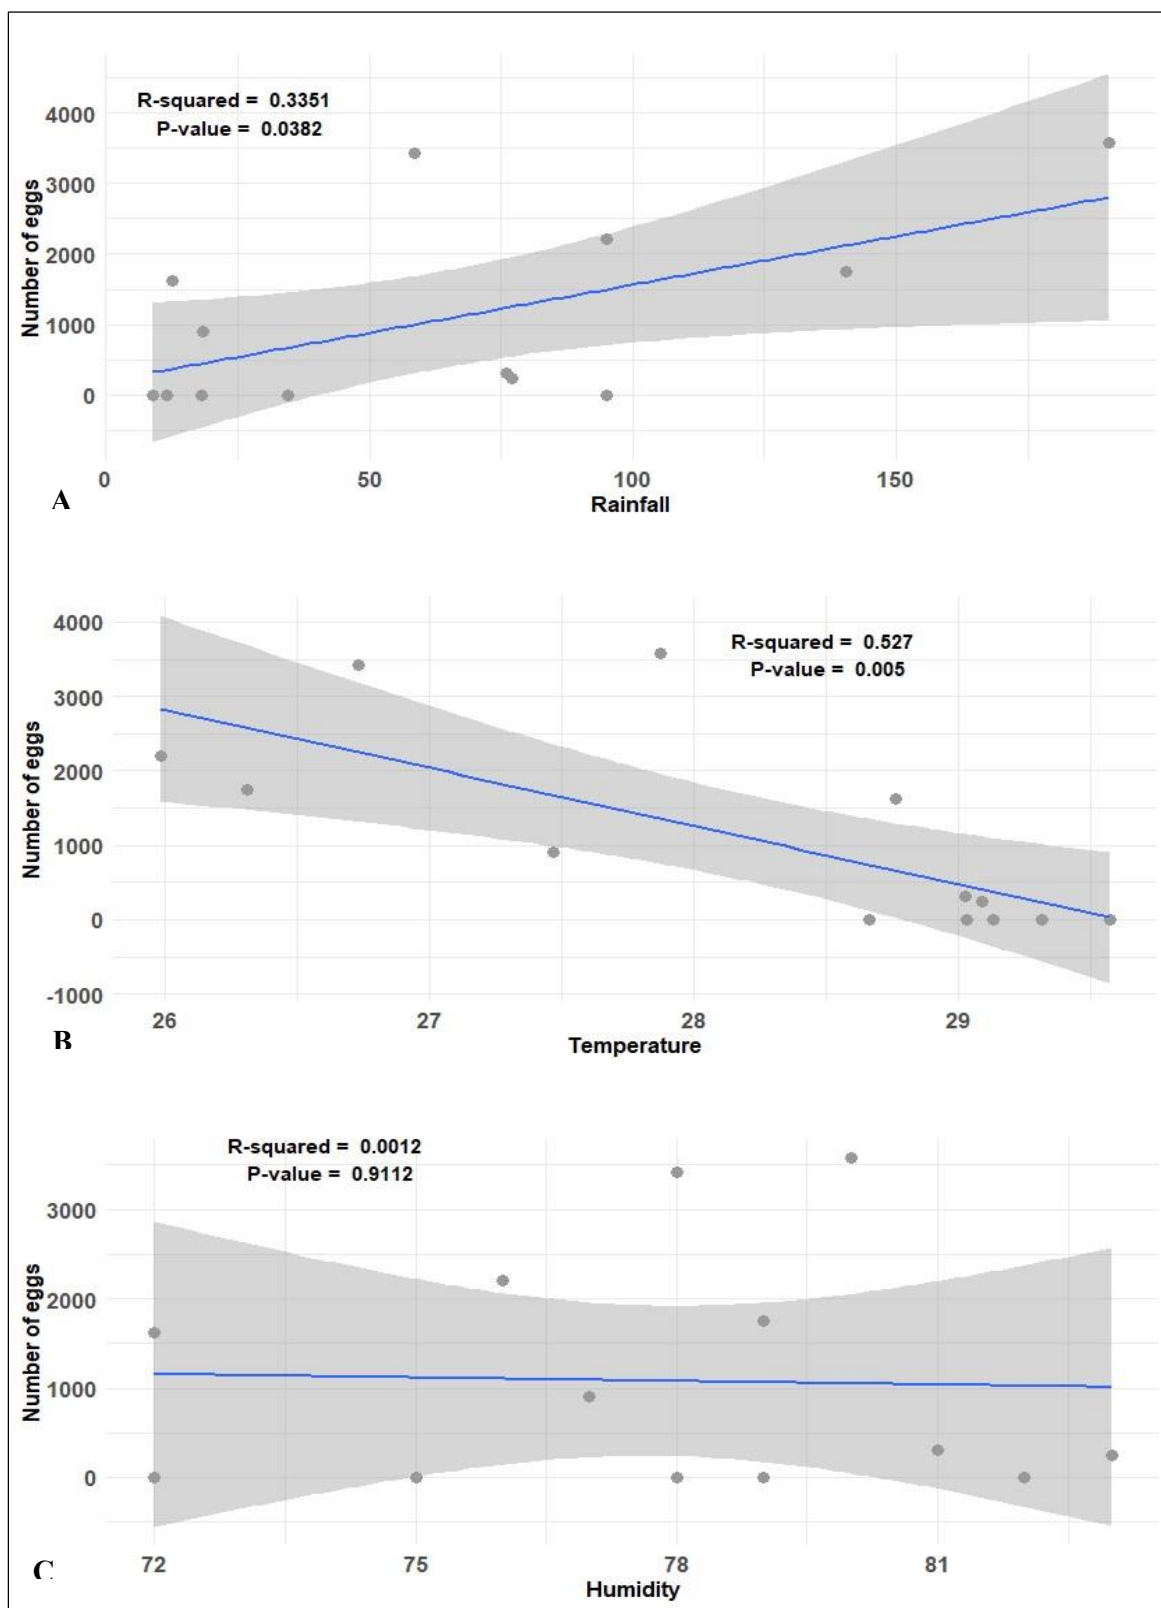 R-squared = 0.3351
P-value = 0.0382
4000
3000
2000
1000
0
Number of eggs
0 50 100 150
Rainfall
A
R-squared = 0.527
P-value = 0.005
4000
3000
2000
1000
0
-1000
Number of eggs
26 27 28 29
Temperature
B
R-squared = 0.0012
P-value = 0.9112
3000
2000
1000
0
Number of eggs
72 75 78 81
Humidity
C